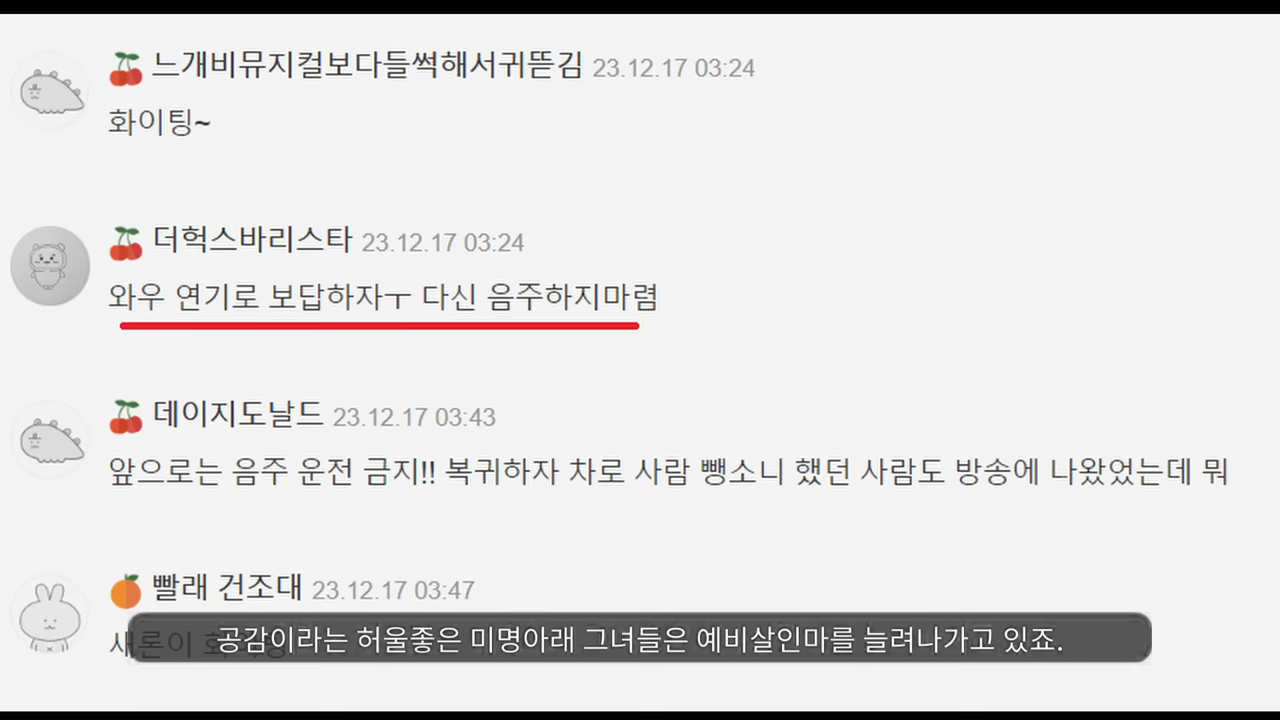 느개비뮤지컬보다들썩해서귀뜯김 23.12.17 03:24
화이팅~
더헉스바리스타 23.12.17 03:24
와우 연기로 보답하자ㅜ 다신 음주하지마렴
데이지도날드 23.12.17 03:43
앞으로는 음주 운전 금지!! 복귀하자 차로 사람 뺑소니 했던 사람도 방송에 나왔었는데 뭐
빨래 건조대 23.12.17 03:47
새론이
공감이라는 허울좋은 미명아래 그녀들은 예비살인마를 늘려나가고 있죠.